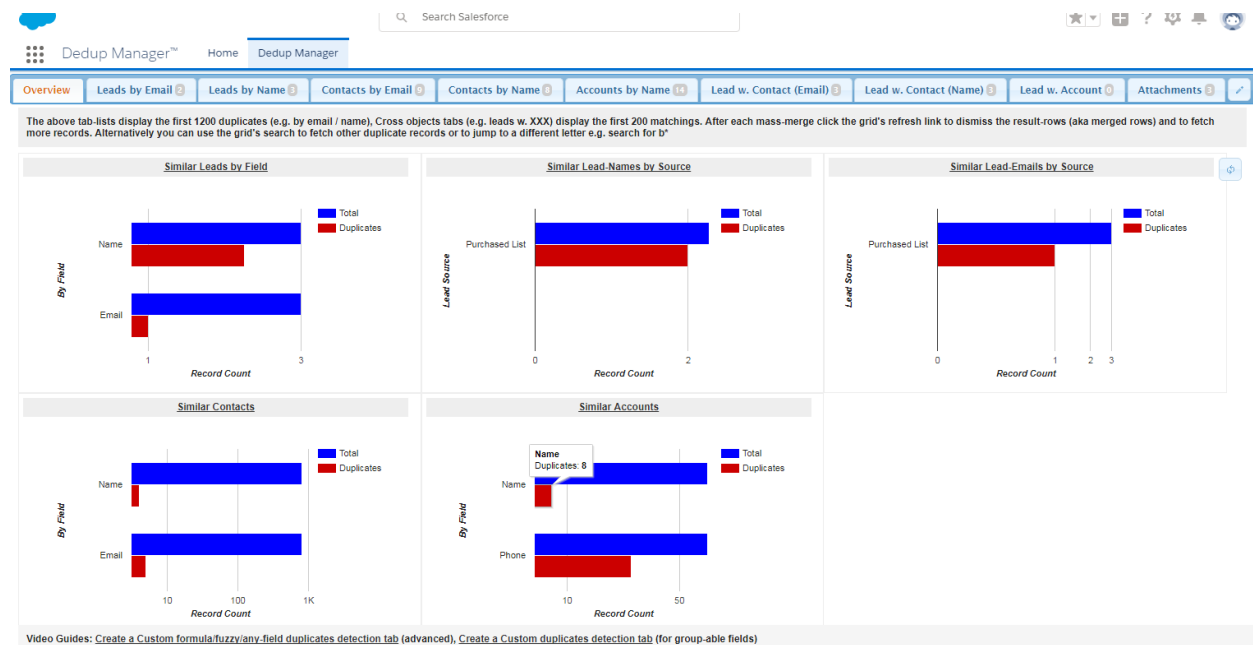 Search Salesforce
Dedup Manager™ Home Dedup Manager
Overview Leads by Email 2 Leads by Name 3 Contacts by Email 9 Contacts by Name 0 Accounts by Name 14 Lead w. Contact (Email) 3 Lead w. Contact (Name) 3 Lead w. Account 0 Attachments 3
The above tab-lists display the first 1200 duplicates (e.g. by email / name), Cross objects tabs (e.g. leads w. XXX) display the first 200 matchings. After each mass-merge click the grid's refresh link to dismiss the result-rows (aka merged rows) and to fetch
more records. Alternatively you can use the grid's search to fetch other duplicate records or to jump to a different letter e.g. search for b*
Similar Leads by Field
Total
Duplicates
Name
Email
By Field
1 3
Record Count
Similar Lead-Names by Source
Total
Duplicates
Purchased List
Lead Source
0 2
Record Count
Similar Lead-Emails by Source
Total
Duplicates
Purchased List
Lead Source
0 1 2 3
Record Count
Similar Contacts
Total
Duplicates
Name
Email
By Field
10 100 1K
Record Count
Similar Accounts
Name
Duplicates: 8
Total
Duplicates
Name
Phone
By Field
10 50
Record Count
Video Guides: Create a Custom formula/fuzzy/any-field duplicates detection tab (advanced), Create a Custom duplicates detection tab (for group-able fields)